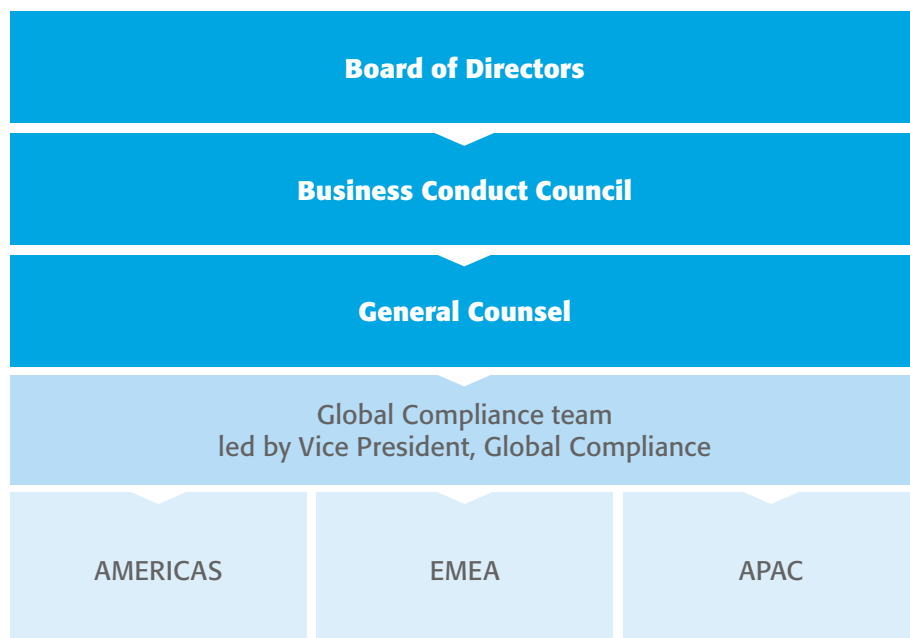 Board of Directors
Business Conduct Council
General Counsel
Global Compliance team
led by Vice President, Global Compliance
AMERICAS
EMEA
APAC